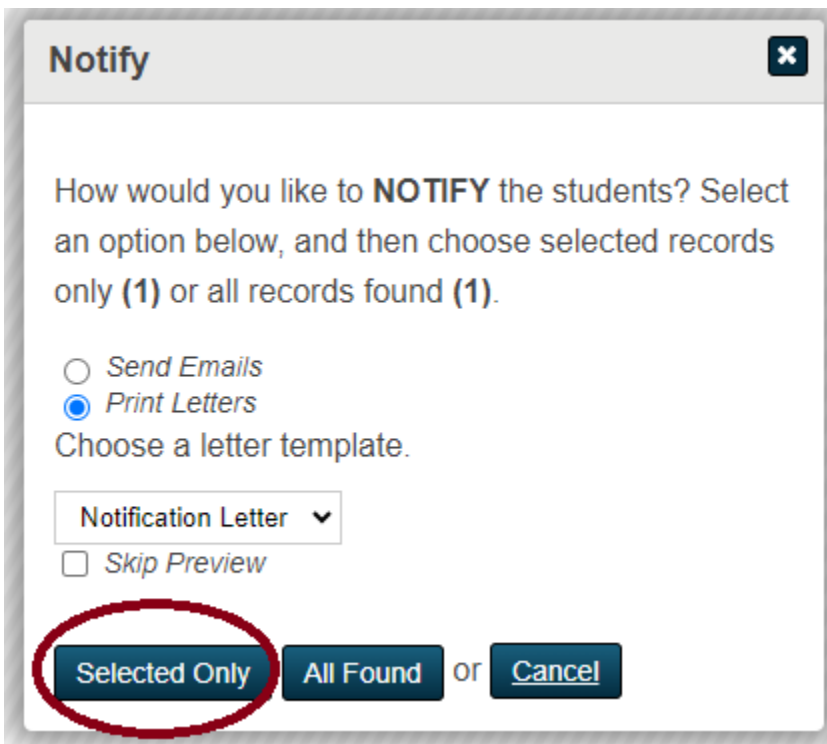 Notify
How would you like to NOTIFY the students? Select
an option below, and then choose selected records
only (1) or all records found (1).
Send Emails
Print Letters
Choose a letter template.
Notification Letter
Skip Preview
Selected Only All Found or Cancel